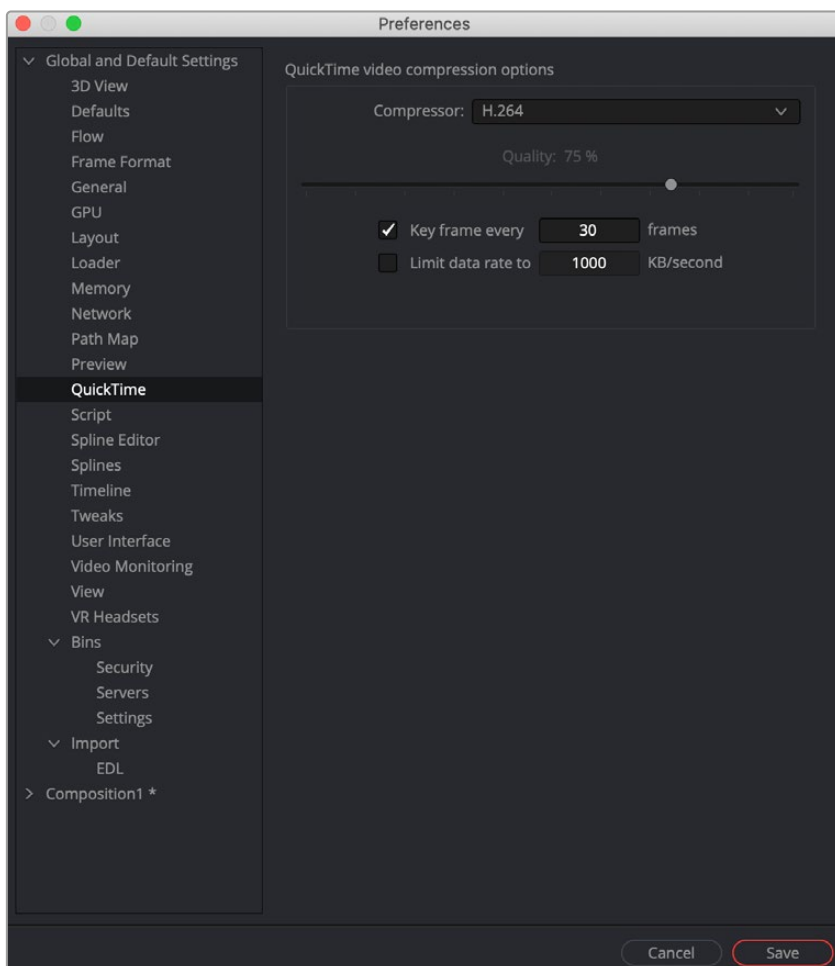 Preferences
Global and Default Settings
3D View
Defaults
Flow
Frame Format
General
GPU
Layout
Loader
Memory
Network
Path Map
Preview
QuickTime
Script
Spline Editor
Splines
Timeline
Tweaks
User Interface
Video Monitoring
View
VR Headsets
Bins
Security
Servers
Settings
Import
EDL
Composition1 *
QuickTime video compression options
Compressor: H.264
Quality: 75 %
Key frame every 30 frames
Limit data rate to 1000 KB/second
Cancel Save